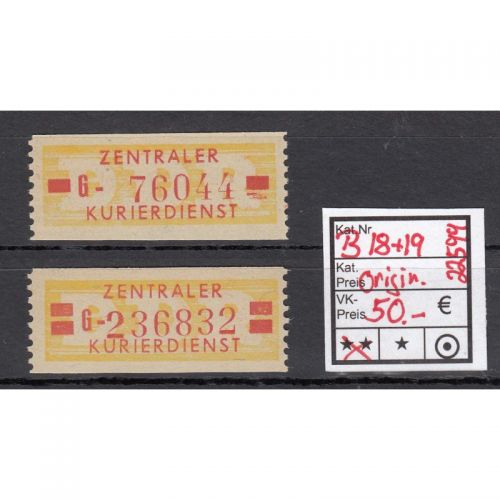 ZENTRALER
G- 76044
KURIERDIENST
ZENTRALER
G-236832
KURIERDIENST
Kat.Nr
B 18+19
Kat.
Preis origin.
VK-
Preis 50.- €
22599